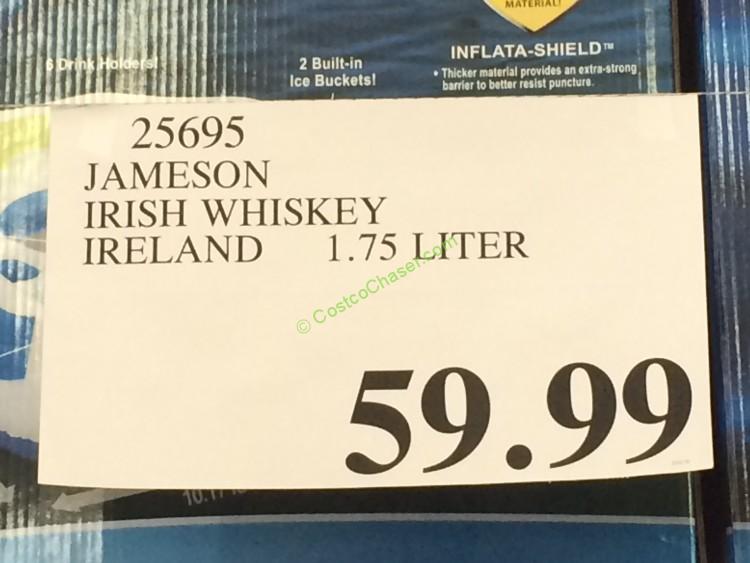 MATERIAL!
6 Drink Holders!
2 Built-in
Ice Buckets!
INFLATA-SHIELD™
• Thicker material provides an extra-strong
barrier to better resist puncture.
25695
JAMESON
IRISH WHISKEY
IRELAND 1.75 LITER
© CostcoChaser.com
59.99